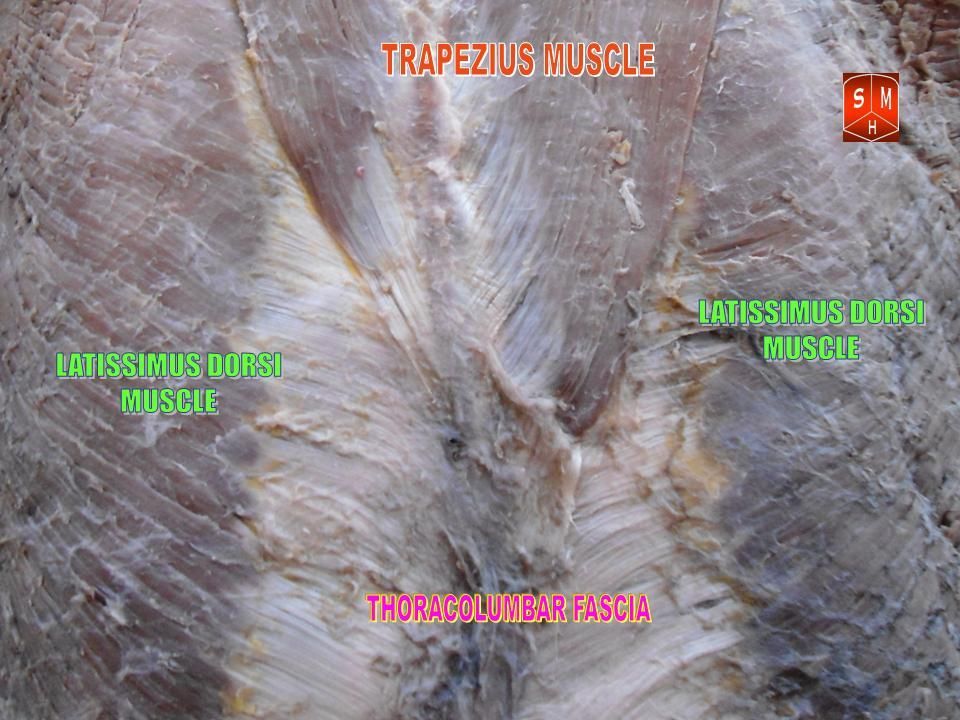 TRAPEZIUS MUSCLE
S M
H
LATISSIMUS DORSI
MUSCLE
LATISSIMUS DORSI
MUSCLE
THORACOLUMBAR FASCIA